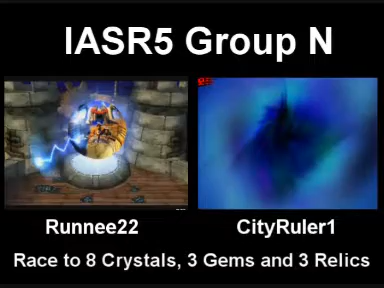 IASR5 Group N
Runnee22
CityRuler1
Race to 8 Crystals, 3 Gems and 3 Relics